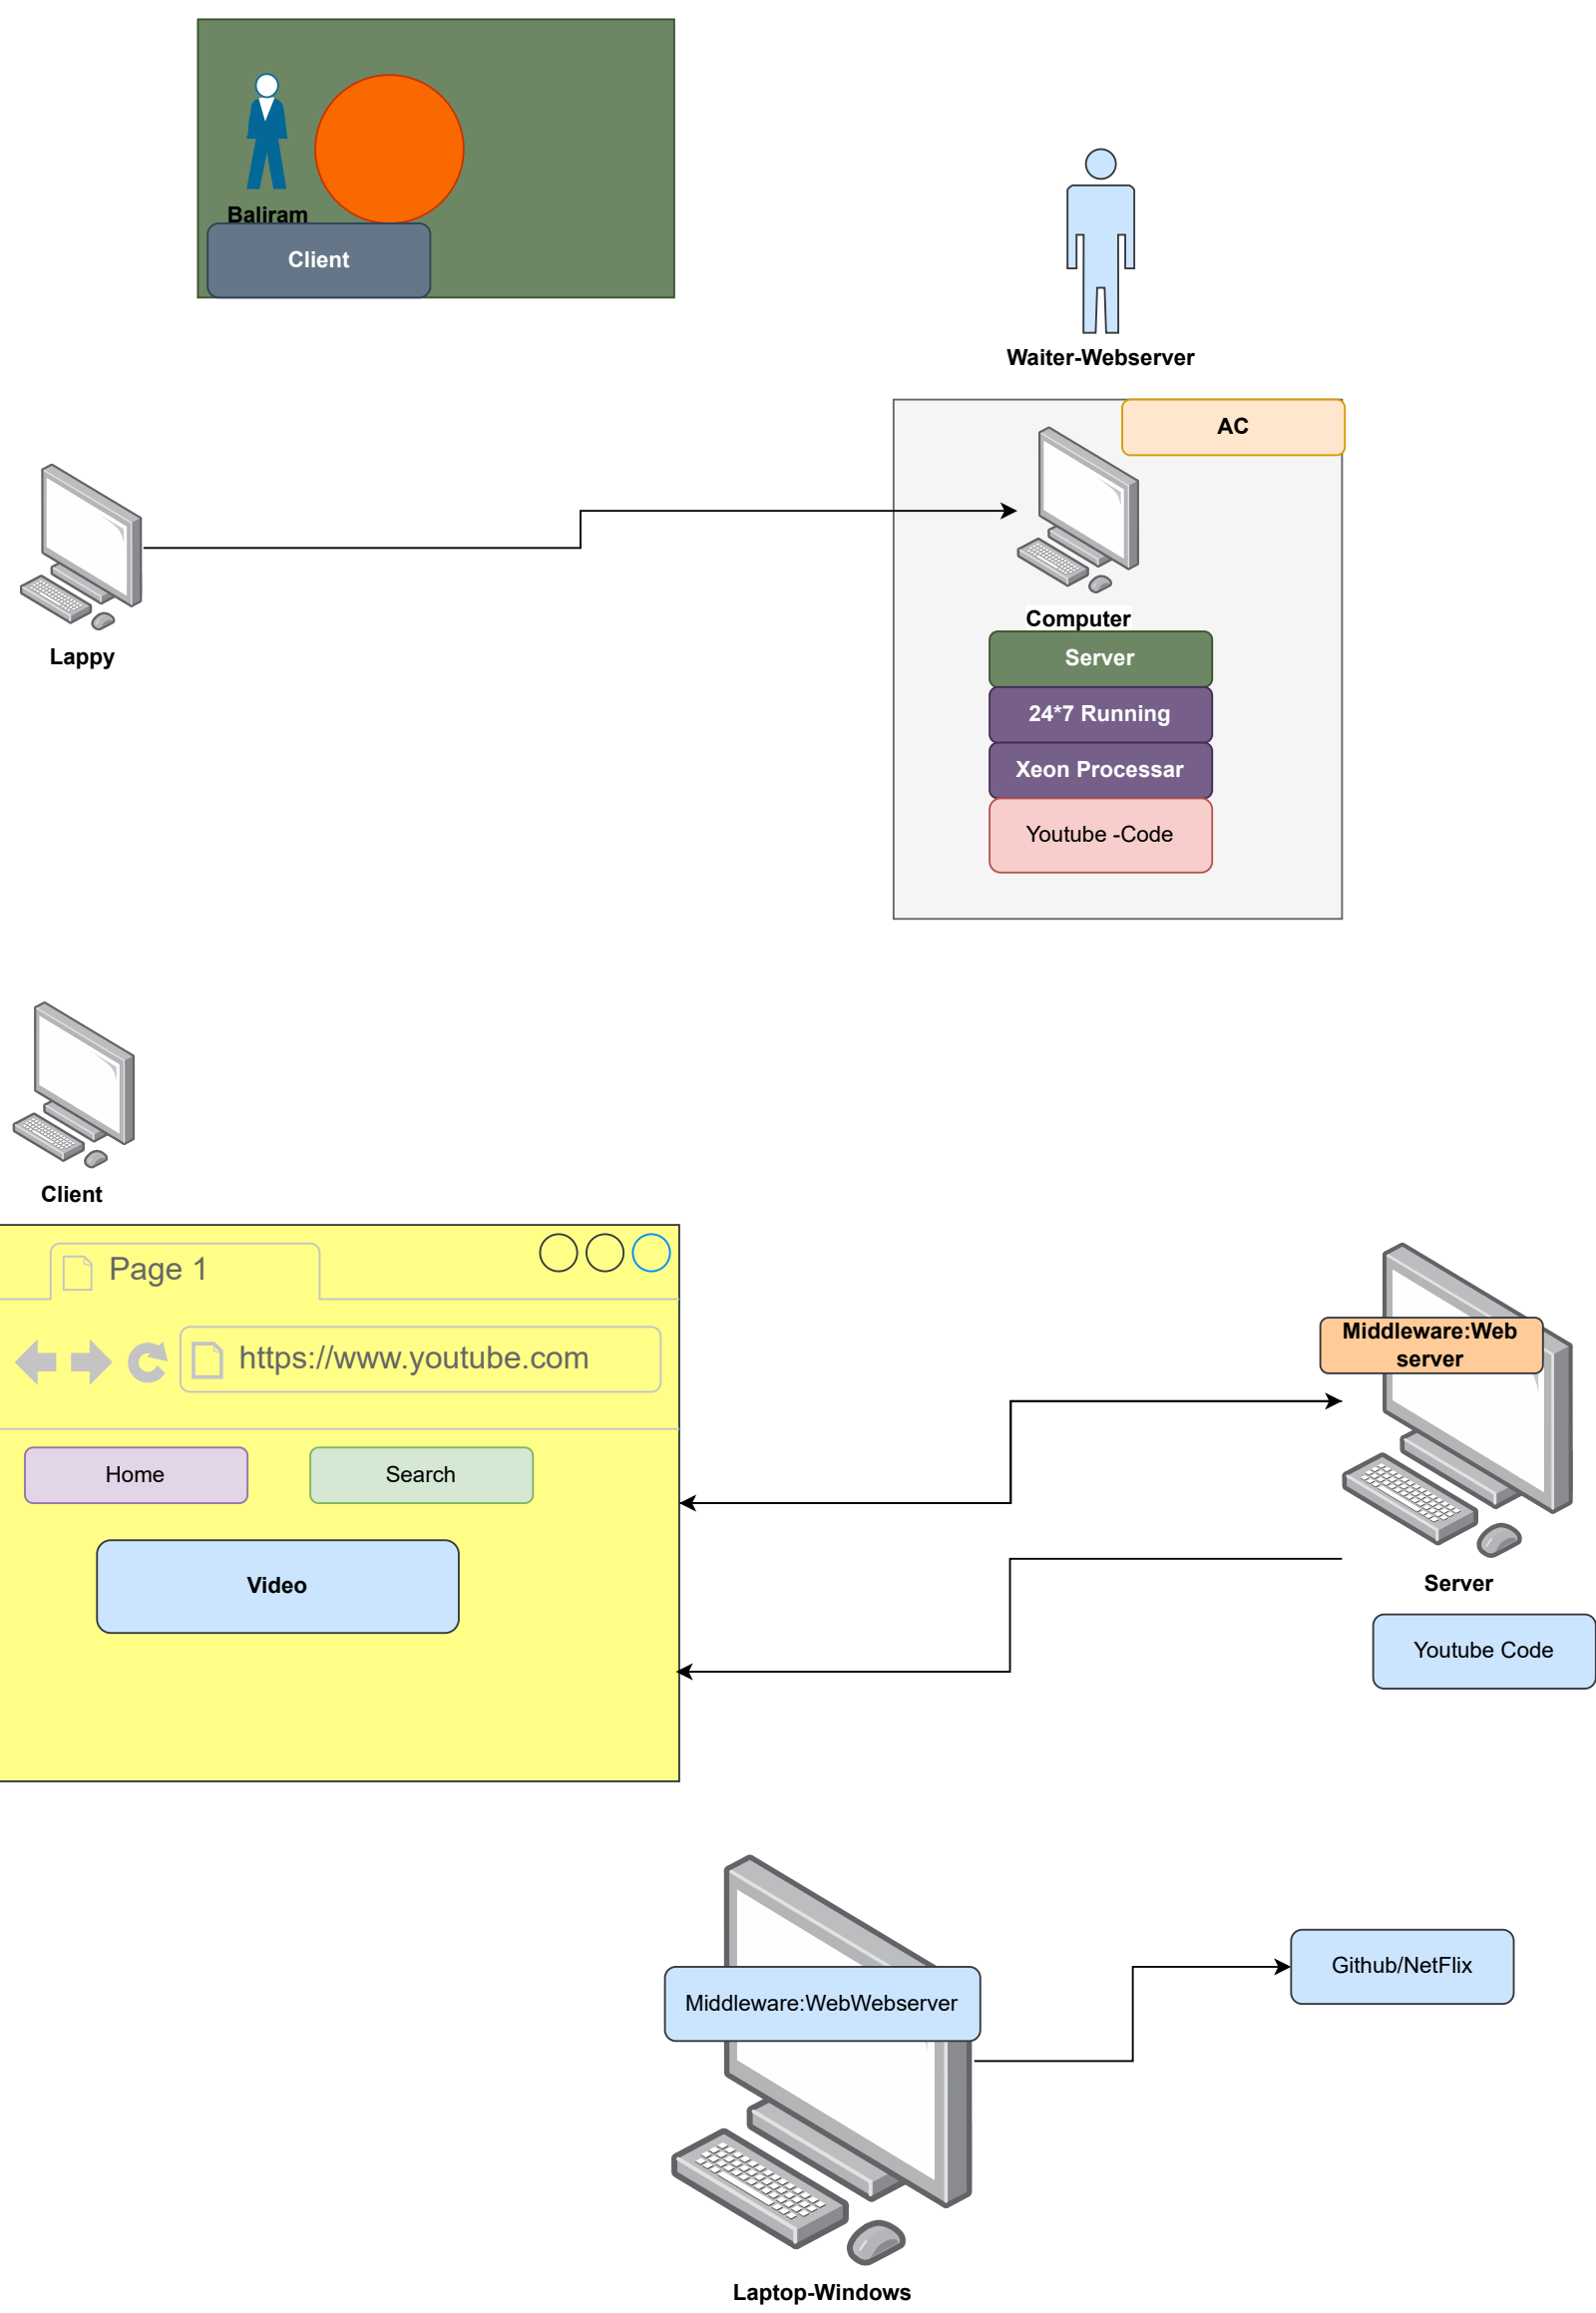 Baliram
Client
Waiter-Webserver
AC
Lappy
Computer
Server
24*7 Running
Xeon Processar
Youtube -Code
Client
Page 1
https://www.youtube.com
Home
Search
Video
Middleware:Web
server
Server
Youtube Code
Middleware:WebWebserver
Github/NetFlix
Laptop-Windows